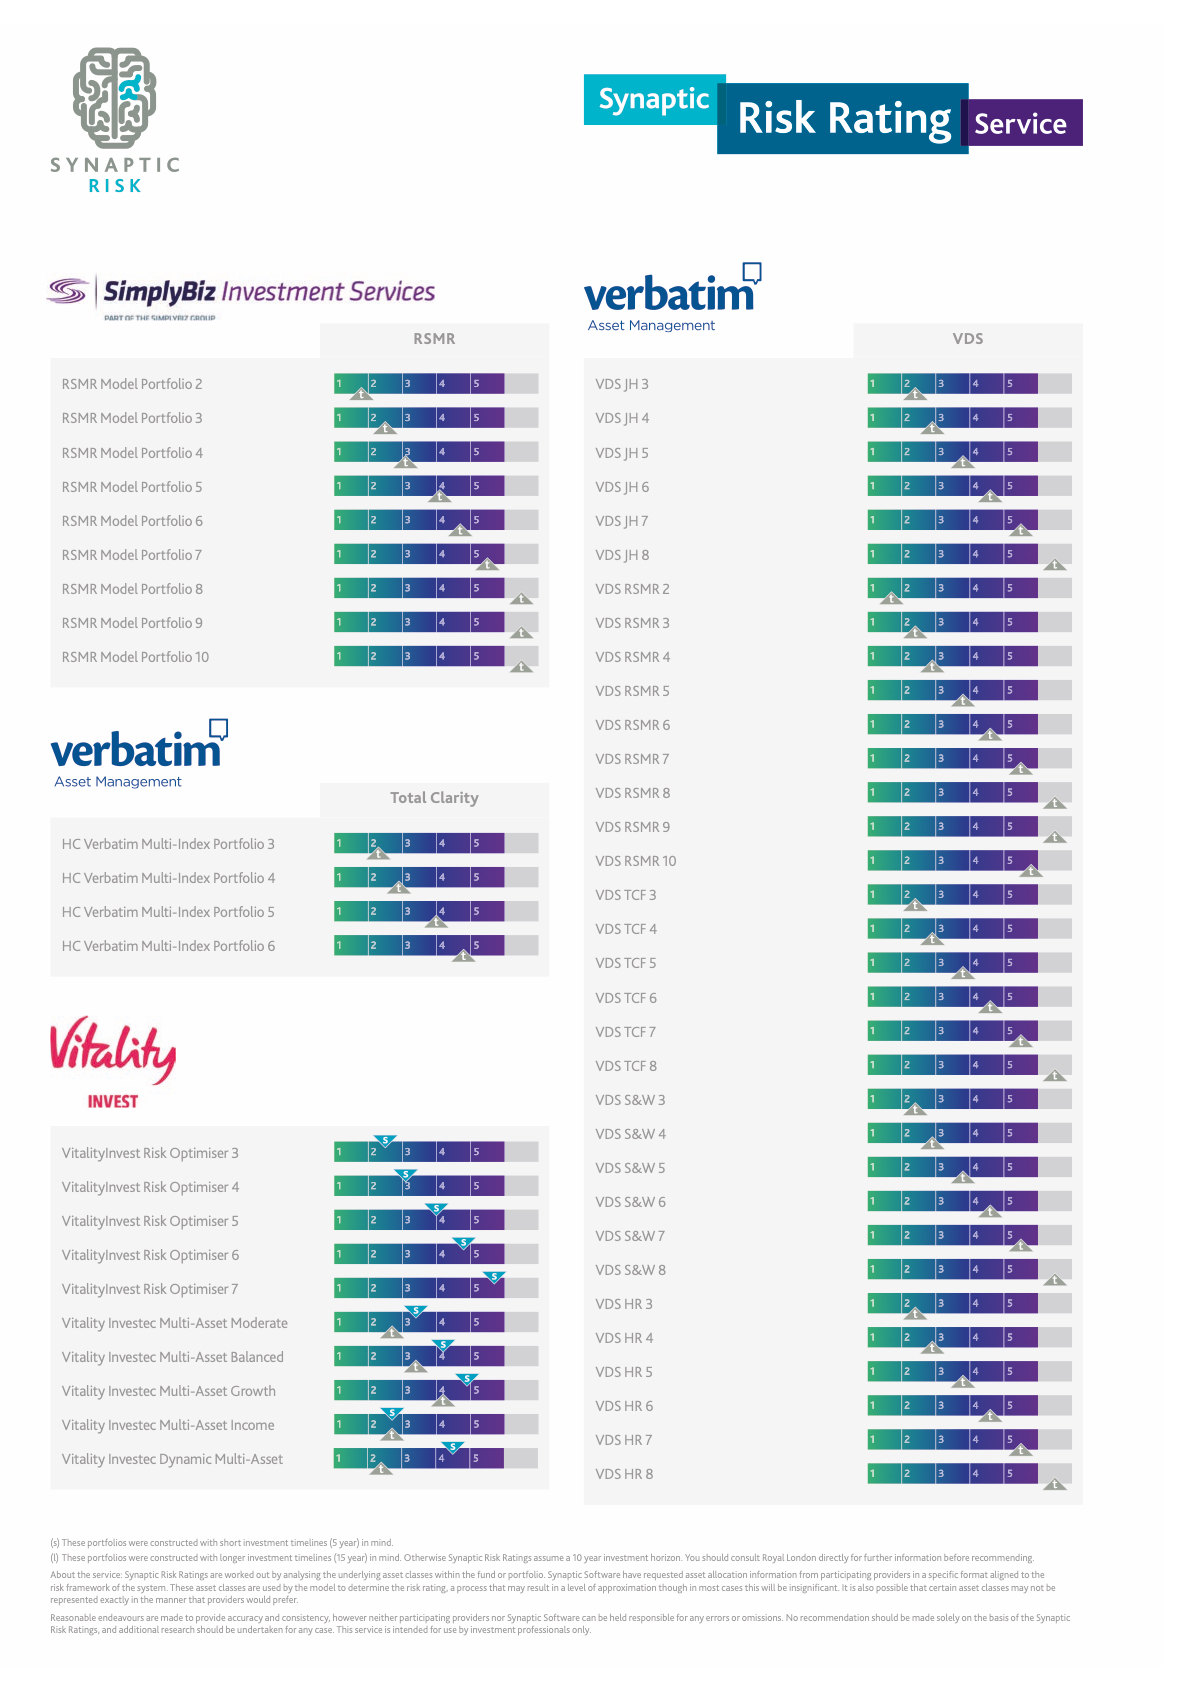 SYNAPTIC
RISK
Synaptic Risk Rating Service
SimplyBiz Investment Services
PART OF THE SIMPLYBIZ GROUP
RSMR
RSMR Model Portfolio 2 1 2 3 4 5 t
RSMR Model Portfolio 3 1 2 3 4 5 t
RSMR Model Portfolio 4 1 2 3 4 5 t
RSMR Model Portfolio 5 1 2 3 4 5 t
RSMR Model Portfolio 6 1 2 3 4 5 t
RSMR Model Portfolio 7 1 2 3 4 5 t
RSMR Model Portfolio 8 1 2 3 4 5 t
RSMR Model Portfolio 9 1 2 3 4 5 t
RSMR Model Portfolio 10 1 2 3 4 5 t
verbatim
Asset Management
Total Clarity
HC Verbatim Multi-Index Portfolio 3 1 2 3 4 5 t
HC Verbatim Multi-Index Portfolio 4 1 2 3 4 5 t
HC Verbatim Multi-Index Portfolio 5 1 2 3 4 5 t
HC Verbatim Multi-Index Portfolio 6 1 2 3 4 5 t
Vitality
INVEST
VitalityInvest Risk Optimiser 3 1 2 3 4 5 s
VitalityInvest Risk Optimiser 4 1 2 3 4 5 s
VitalityInvest Risk Optimiser 5 1 2 3 4 5 s
VitalityInvest Risk Optimiser 6 1 2 3 4 5 s
VitalityInvest Risk Optimiser 7 1 2 3 4 5 s
Vitality Investec Multi-Asset Moderate 1 2 3 4 5 s t
Vitality Investec Multi-Asset Balanced 1 2 3 4 5 s t
Vitality Investec Multi-Asset Growth 1 2 3 4 5 s t
Vitality Investec Multi-Asset Income 1 2 3 4 5 s t
Vitality Investec Dynamic Multi-Asset 1 2 3 4 5 s t
verbatim
Asset Management
VDS
VDS JH 3 1 2 3 4 5 t
VDS JH 4 1 2 3 4 5 t
VDS JH 5 1 2 3 4 5 t
VDS JH 6 1 2 3 4 5 t
VDS JH 7 1 2 3 4 5 t
VDS JH 8 1 2 3 4 5 t
VDS RSMR 2 1 2 3 4 5 t
VDS RSMR 3 1 2 3 4 5 t
VDS RSMR 4 1 2 3 4 5 t
VDS RSMR 5 1 2 3 4 5 t
VDS RSMR 6 1 2 3 4 5 t
VDS RSMR 7 1 2 3 4 5 t
VDS RSMR 8 1 2 3 4 5 t
VDS RSMR 9 1 2 3 4 5 t
VDS RSMR 10 1 2 3 4 5 t
VDS TCF 3 1 2 3 4 5 t
VDS TCF 4 1 2 3 4 5 t
VDS TCF 5 1 2 3 4 5 t
VDS TCF 6 1 2 3 4 5 t
VDS TCF 7 1 2 3 4 5 t
VDS TCF 8 1 2 3 4 5 t
VDS S&W 3 1 2 3 4 5 t
VDS S&W 4 1 2 3 4 5 t
VDS S&W 5 1 2 3 4 5 t
VDS S&W 6 1 2 3 4 5 t
VDS S&W 7 1 2 3 4 5 t
VDS S&W 8 1 2 3 4 5 t
VDS HR 3 1 2 3 4 5 t
VDS HR 4 1 2 3 4 5 t
VDS HR 5 1 2 3 4 5 t
VDS HR 6 1 2 3 4 5 t
VDS HR 7 1 2 3 4 5 t
VDS HR 8 1 2 3 4 5 t
(s) These portfolios were constructed with short investment timelines (5 year) in mind.
(l) These portfolios were constructed with longer investment timelines (15 year) in mind. Otherwise Synaptic Risk Ratings assume a 10 year investment horizon. You should consult Royal London directly for further information before recommending.
About the service: Synaptic Risk Ratings are worked out by analysing the underlying asset classes within the fund or portfolio. Synaptic Software have requested asset allocation information from participating providers in a specific format aligned to the
risk framework of the system. These asset classes are used by the model to determine the risk rating, a process that may result in a level of approximation though in most cases this will be insignificant. It is also possible that certain asset classes may not be
represented exactly in the manner that providers would prefer.
Reasonable endeavours are made to provide accuracy and consistency, however neither participating providers nor Synaptic Software can be held responsible for any errors or omissions. No recommendation should be made solely on the basis of the Synaptic
Risk Ratings, and additional research should be undertaken for any case. This service is intended for use by investment professionals only.